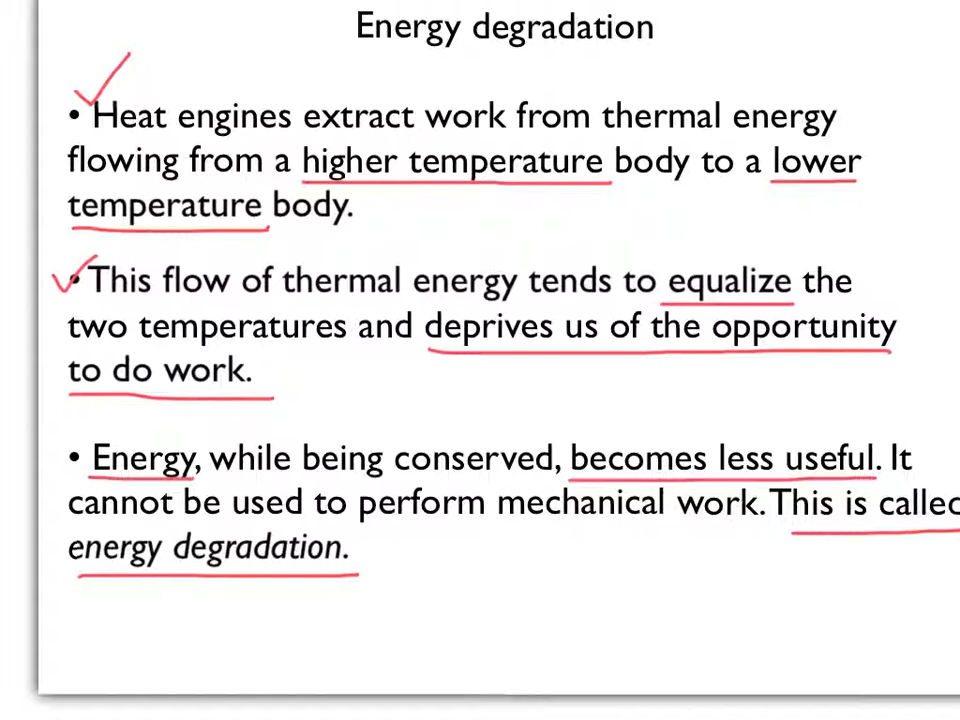 Energy degradation
• Heat engines extract work from thermal energy
flowing from a higher temperature body to a lower
temperature body.
• This flow of thermal energy tends to equalize the
two temperatures and deprives us of the opportunity
to do work.
• Energy, while being conserved, becomes less useful. It
cannot be used to perform mechanical work. This is called
energy degradation.